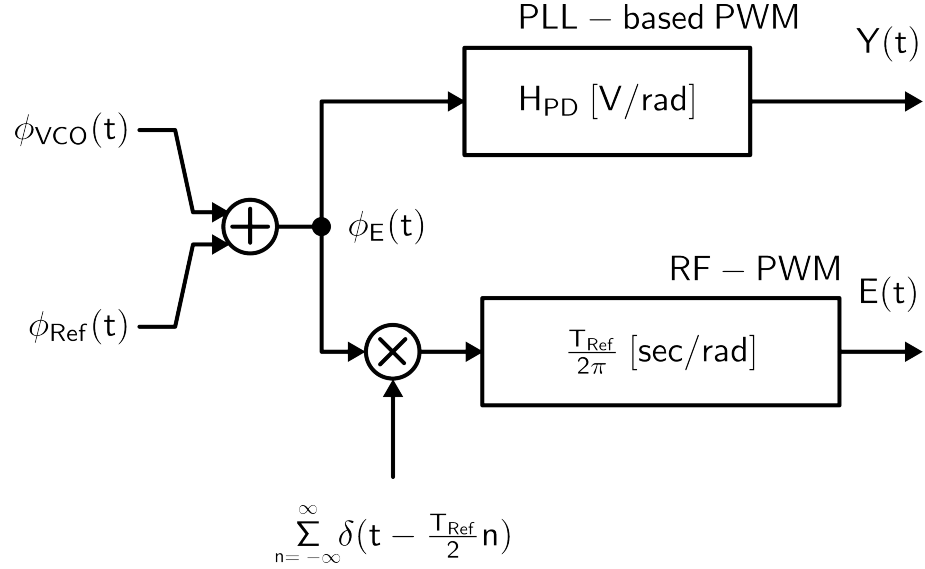 PLL – based PWM
Y(t)
H_PD [V/rad]
ϕ_VCO(t)
ϕ_E(t)
RF – PWM
E(t)
ϕ_Ref(t)
T_Ref/2π [sec/rad]
∑_{n=−∞}^{∞} δ(t − T_Ref/2 n)